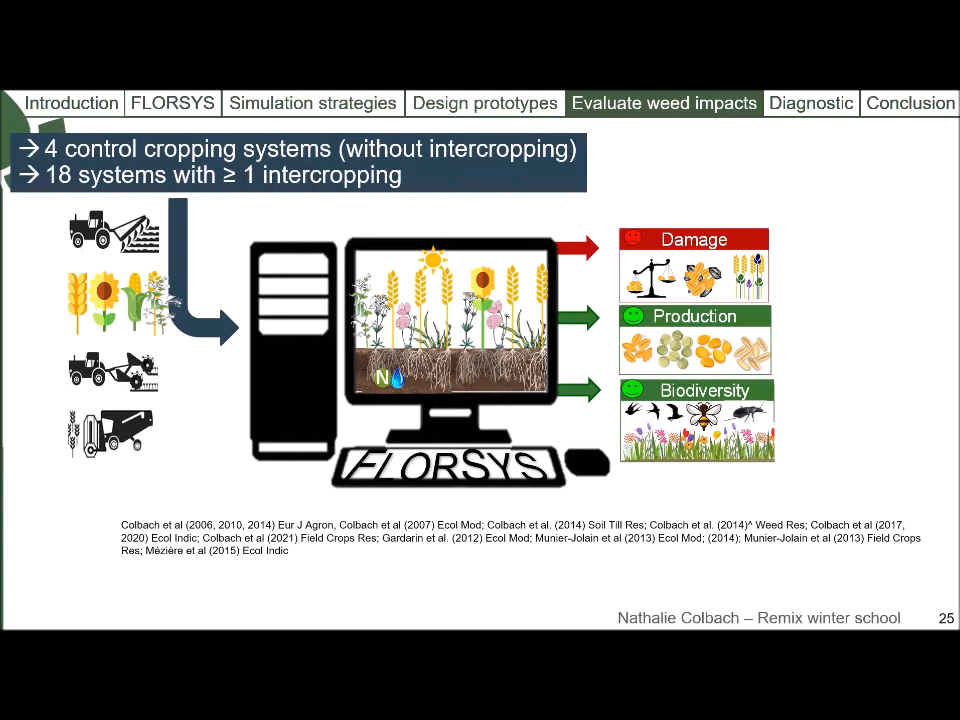 Introduction FLORSYS Simulation strategies Design prototypes Evaluate weed impacts Diagnostic Conclusion
→ 4 control cropping systems (without intercropping)
→ 18 systems with ≥ 1 intercropping
Damage
Production
Biodiversity
N
FLORSYS
Colbach et al (2006, 2010, 2014) Eur J Agron, Colbach et al (2007) Ecol Mod; Colbach et al. (2014) Soil Till Res; Colbach et al. (2014)^ Weed Res; Colbach et al (2017,
2020) Ecol Indic; Colbach et al (2021) Field Crops Res; Gardarin et al. (2012) Ecol Mod; Munier-Jolain et al (2013) Ecol Mod; (2014); Munier-Jolain et al (2013) Field Crops
Res; Mézière et al (2015) Ecol Indic
Nathalie Colbach – Remix winter school 25